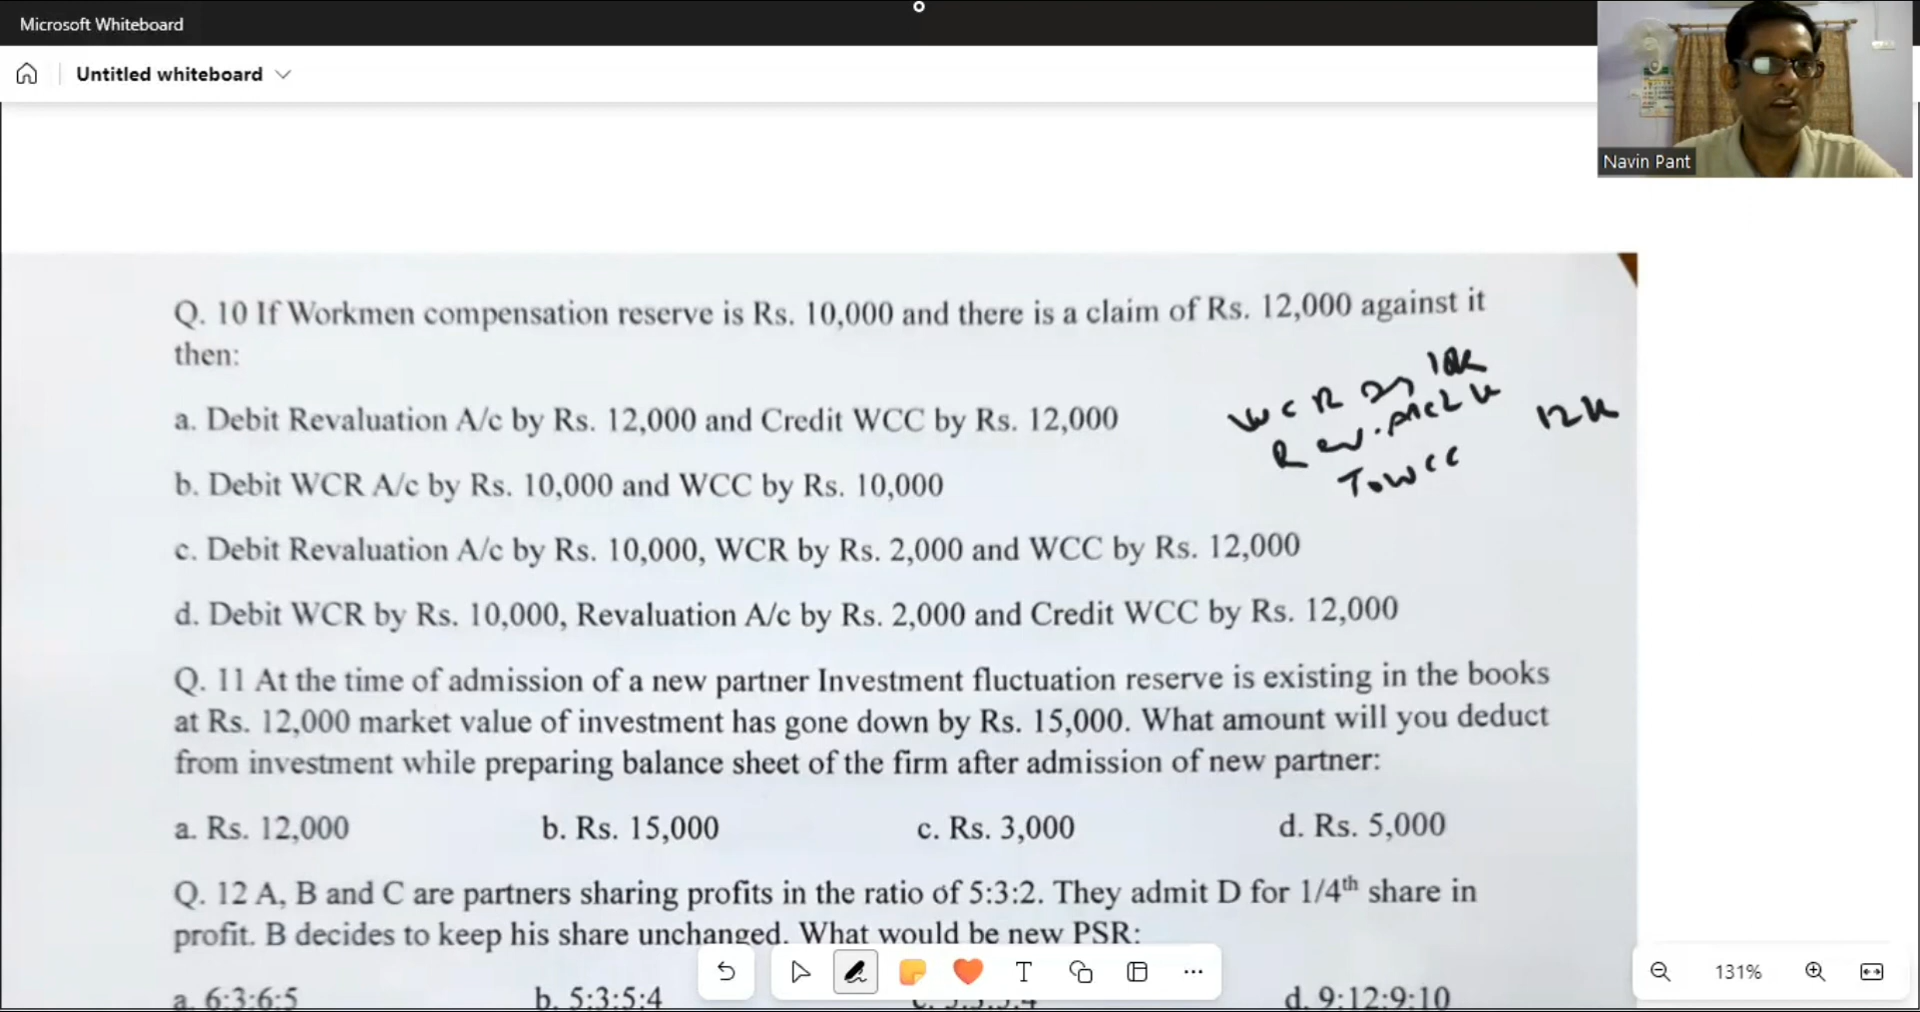 Microsoft Whiteboard
Untitled whiteboard
Navin Pant
Q. 10 If Workmen compensation reserve is Rs. 10,000 and there is a claim of Rs. 12,000 against it
then:
a. Debit Revaluation A/c by Rs. 12,000 and Credit WCC by Rs. 12,000
b. Debit WCR A/c by Rs. 10,000 and WCC by Rs. 10,000
c. Debit Revaluation A/c by Rs. 10,000, WCR by Rs. 2,000 and WCC by Rs. 12,000
d. Debit WCR by Rs. 10,000, Revaluation A/c by Rs. 2,000 and Credit WCC by Rs. 12,000
WCR Dr 10K
Rev. A/c 2K
To WCC 12K
Q. 11 At the time of admission of a new partner Investment fluctuation reserve is existing in the books
at Rs. 12,000 market value of investment has gone down by Rs. 15,000. What amount will you deduct
from investment while preparing balance sheet of the firm after admission of new partner:
a. Rs. 12,000 b. Rs. 15,000 c. Rs. 3,000 d. Rs. 5,000
Q. 12 A, B and C are partners sharing profits in the ratio of 5:3:2. They admit D for 1/4th share in
profit. B decides to keep his share unchanged. What would be new PSR:
a. 6:3:6:5 b. 5:3:5:4 d. 9:12:9:10
131%